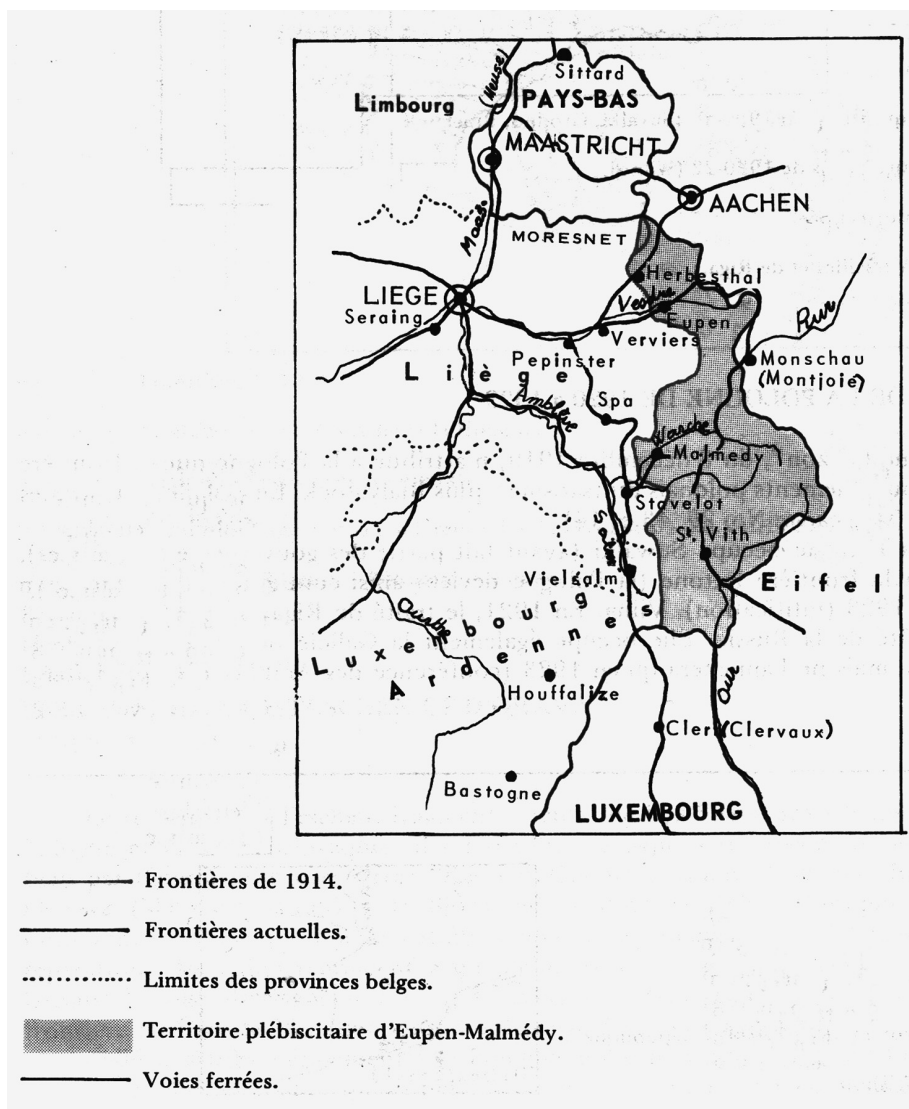 Sittard
(Meuse)
Limbourg
PAYS-BAS
MAASTRICHT
AACHEN
Maas.
MORESNET
Herbesthal
LIEGE
Vesdre
Seraing
Eupen
Rur
Verviers
Pepinster
Monschau
(Montjoie)
Liège
Amblève
Spa
Warche
Malmedy
Stavelot
Salm
St. Vith
Vielsalm
Eifel
Ourthe
Luxembourg
Ardennes
Our
Houffalize
Clerf (Clervaux)
Bastogne
LUXEMBOURG
Frontières de 1914.
Frontières actuelles.
Limites des provinces belges.
Territoire plébiscitaire d'Eupen-Malmédy.
Voies ferrées.